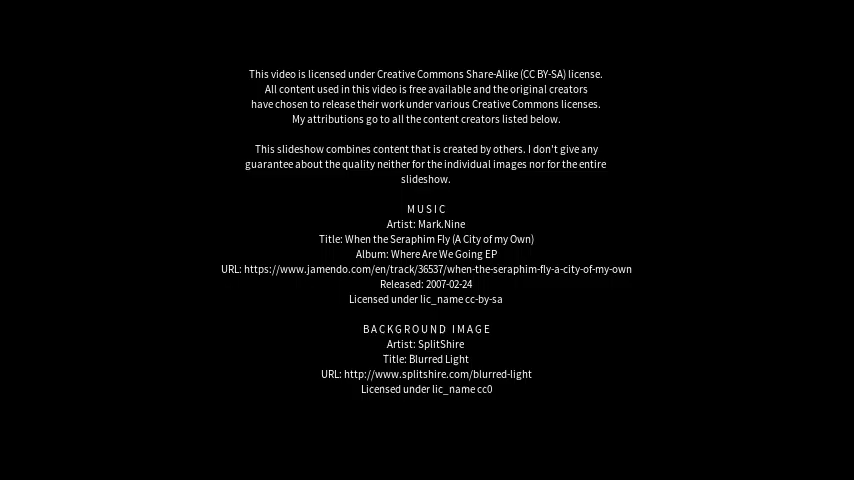 This video is licensed under Creative Commons Share-Alike (CC BY-SA) license.
All content used in this video is free available and the original creators
have chosen to release their work under various Creative Commons licenses.
My attributions go to all the content creators listed below.
This slideshow combines content that is created by others. I don't give any
guarantee about the quality neither for the individual images nor for the entire
slideshow.
MUSIC
Artist: Mark.Nine
Title: When the Seraphim Fly (A City of my Own)
Album: Where Are We Going EP
URL: https://www.jamendo.com/en/track/36537/when-the-seraphim-fly-a-city-of-my-own
Released: 2007-02-24
Licensed under lic_name cc-by-sa
BACKGROUND IMAGE
Artist: SplitShire
Title: Blurred Light
URL: http://www.splitshire.com/blurred-light
Licensed under lic_name cc0